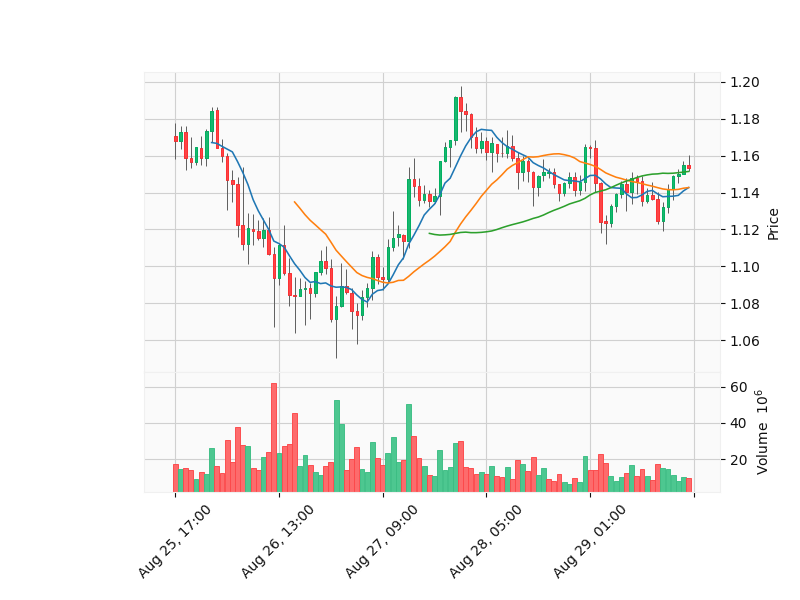 1.20
1.18
1.16
1.14
1.12
1.10
1.08
1.06
Price
60
40
20
Volume 10⁶
Aug 25, 17:00
Aug 26, 13:00
Aug 27, 09:00
Aug 28, 05:00
Aug 29, 01:00